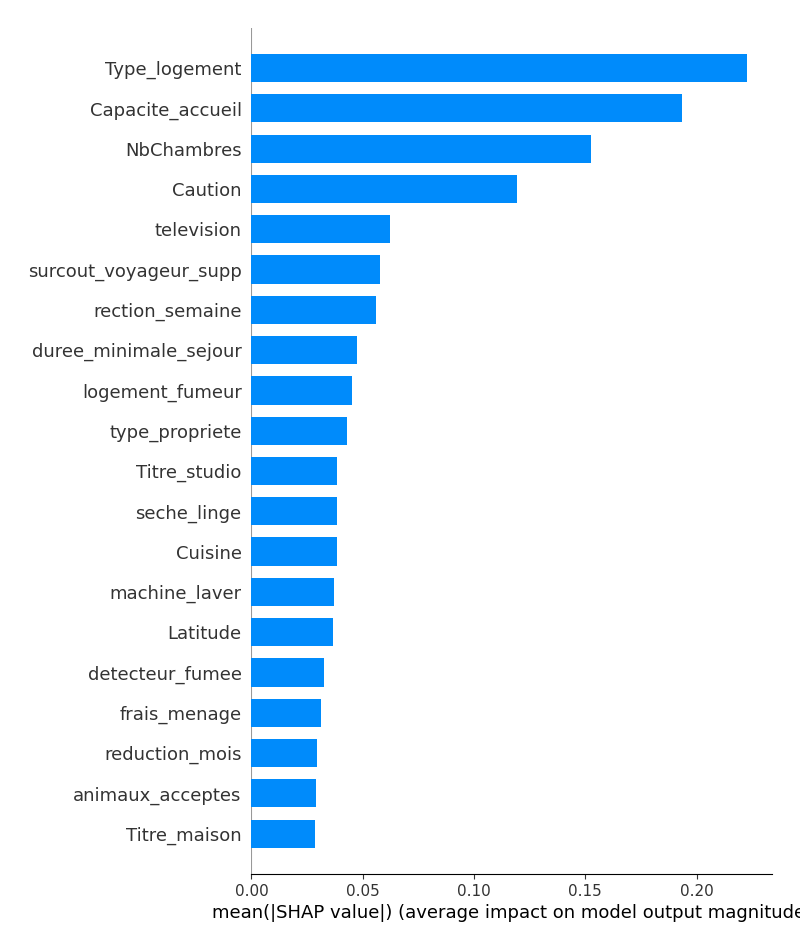 Type_logement
Capacite_accueil
NbChambres
Caution
television
surcout_voyageur_supp
rection_semaine
duree_minimale_sejour
logement_fumeur
type_propriete
Titre_studio
seche_linge
Cuisine
machine_laver
Latitude
detecteur_fumee
frais_menage
reduction_mois
animaux_acceptes
Titre_maison
0.00 0.05 0.10 0.15 0.20
mean(|SHAP value|) (average impact on model output magnitude